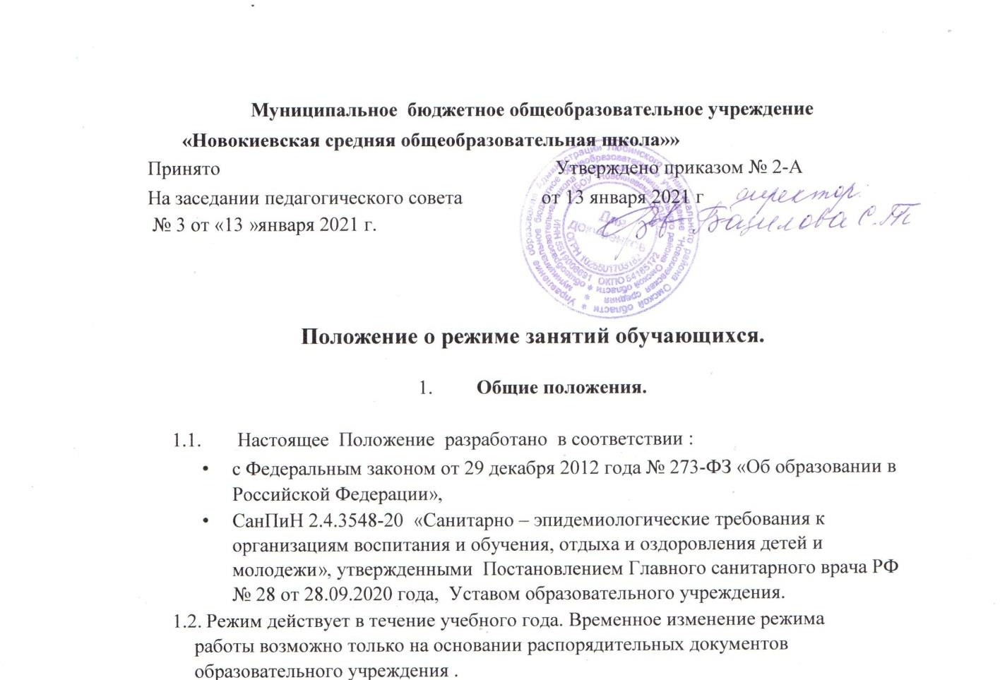 Муниципальное бюджетное общеобразовательное учреждение
«Новокиевская средняя общеобразовательная школа»»
Принято Утверждено приказом № 2-А
На заседании педагогического совета от 13 января 2021 г директор
№ 3 от «13 »января 2021 г. Базилова С.Т
Для
документов
Положение о режиме занятий обучающихся.
1. Общие положения.
1.1. Настоящее Положение разработано в соответствии :
• с Федеральным законом от 29 декабря 2012 года № 273-ФЗ «Об образовании в
Российской Федерации»,
• СанПиН 2.4.3548-20 «Санитарно – эпидемиологические требования к
организациям воспитания и обучения, отдыха и оздоровления детей и
молодежи», утвержденными Постановлением Главного санитарного врача РФ
№ 28 от 28.09.2020 года, Уставом образовательного учреждения.
1.2. Режим действует в течение учебного года. Временное изменение режима
работы возможно только на основании распорядительных документов
образовательного учреждения .